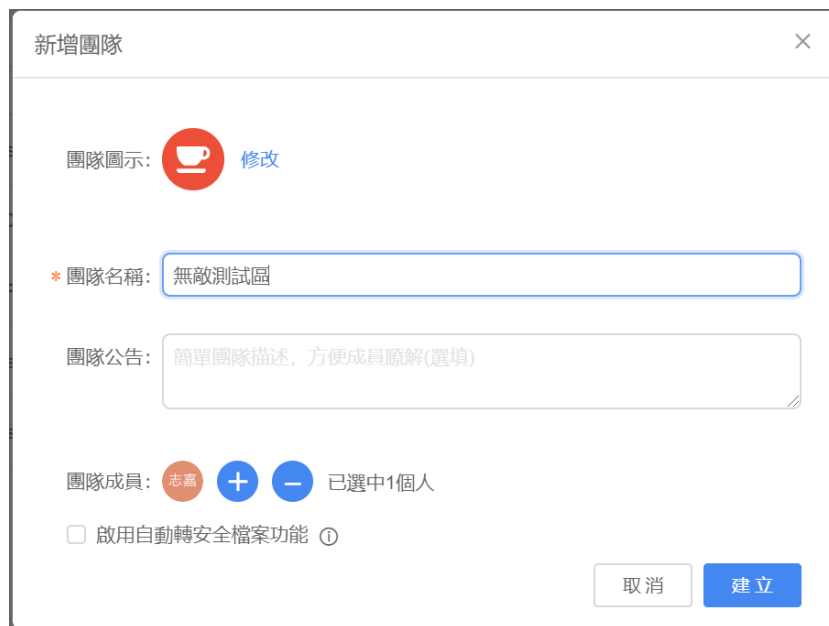 新增團隊
團隊圖示: 修改
* 團隊名稱: 無敵測試區
團隊公告: 簡單團隊描述，方便成員瞭解(選填)
團隊成員: 志嘉 已選中1個人
啟用自動轉安全檔案功能
取消 建立